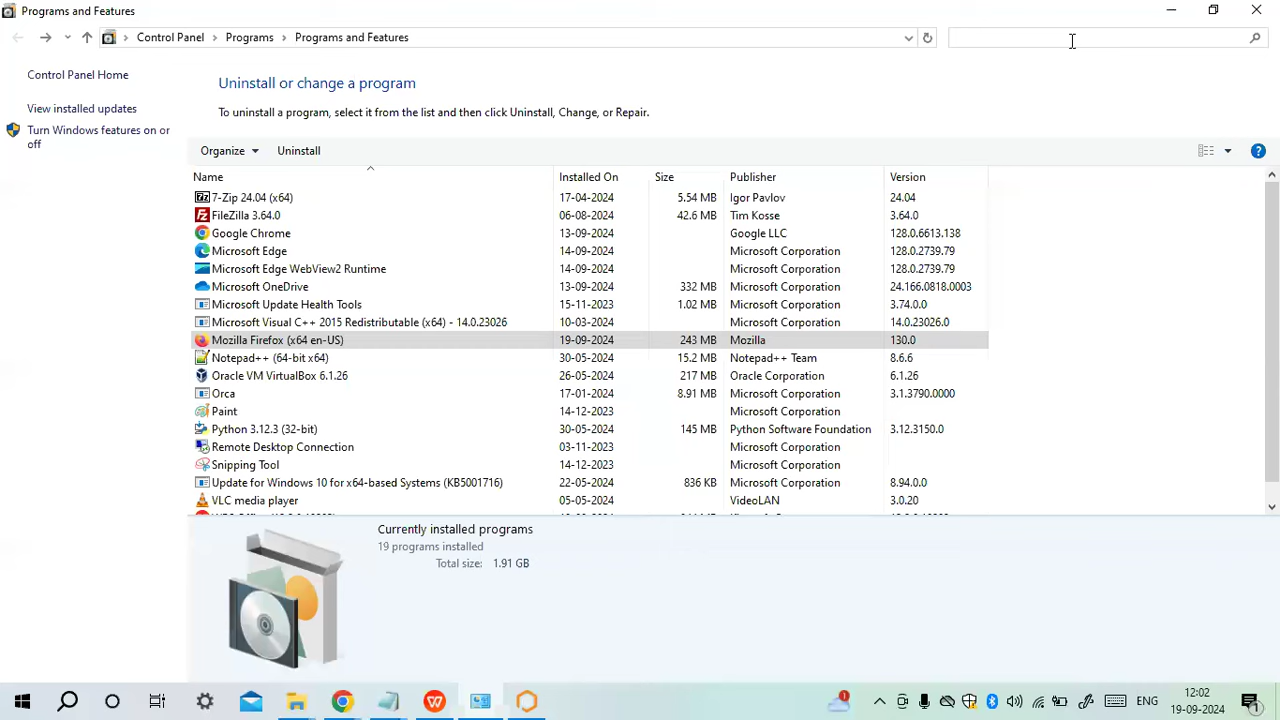 Programs and Features
Control Panel > Programs > Programs and Features
Control Panel Home
View installed updates
Turn Windows features on or off
Uninstall or change a program
To uninstall a program, select it from the list and then click Uninstall, Change, or Repair.
Organize Uninstall
Name Installed On Size Publisher Version
7-Zip 24.04 (x64) 17-04-2024 5.54 MB Igor Pavlov 24.04
FileZilla 3.64.0 06-08-2024 42.6 MB Tim Kosse 3.64.0
Google Chrome 13-09-2024 Google LLC 128.0.6613.138
Microsoft Edge 14-09-2024 Microsoft Corporation 128.0.2739.79
Microsoft Edge WebView2 Runtime 14-09-2024 Microsoft Corporation 128.0.2739.79
Microsoft OneDrive 13-09-2024 332 MB Microsoft Corporation 24.166.0818.0003
Microsoft Update Health Tools 15-11-2023 1.02 MB Microsoft Corporation 3.74.0.0
Microsoft Visual C++ 2015 Redistributable (x64) - 14.0.23026 10-03-2024 Microsoft Corporation 14.0.23026.0
Mozilla Firefox (x64 en-US) 19-09-2024 243 MB Mozilla 130.0
Notepad++ (64-bit x64) 30-05-2024 15.2 MB Notepad++ Team 8.6.6
Oracle VM VirtualBox 6.1.26 26-05-2024 217 MB Oracle Corporation 6.1.26
Orca 17-01-2024 8.91 MB Microsoft Corporation 3.1.3790.0000
Paint 14-12-2023 Microsoft Corporation
Python 3.12.3 (32-bit) 30-05-2024 145 MB Python Software Foundation 3.12.3150.0
Remote Desktop Connection 03-11-2023 Microsoft Corporation
Snipping Tool 14-12-2023 Microsoft Corporation
Update for Windows 10 for x64-based Systems (KB5001716) 22-05-2024 836 KB Microsoft Corporation 8.94.0.0
VLC media player 05-05-2024 VideoLAN 3.0.20
Currently installed programs
19 programs installed
Total size: 1.91 GB
ENG
12:02
19-09-2024